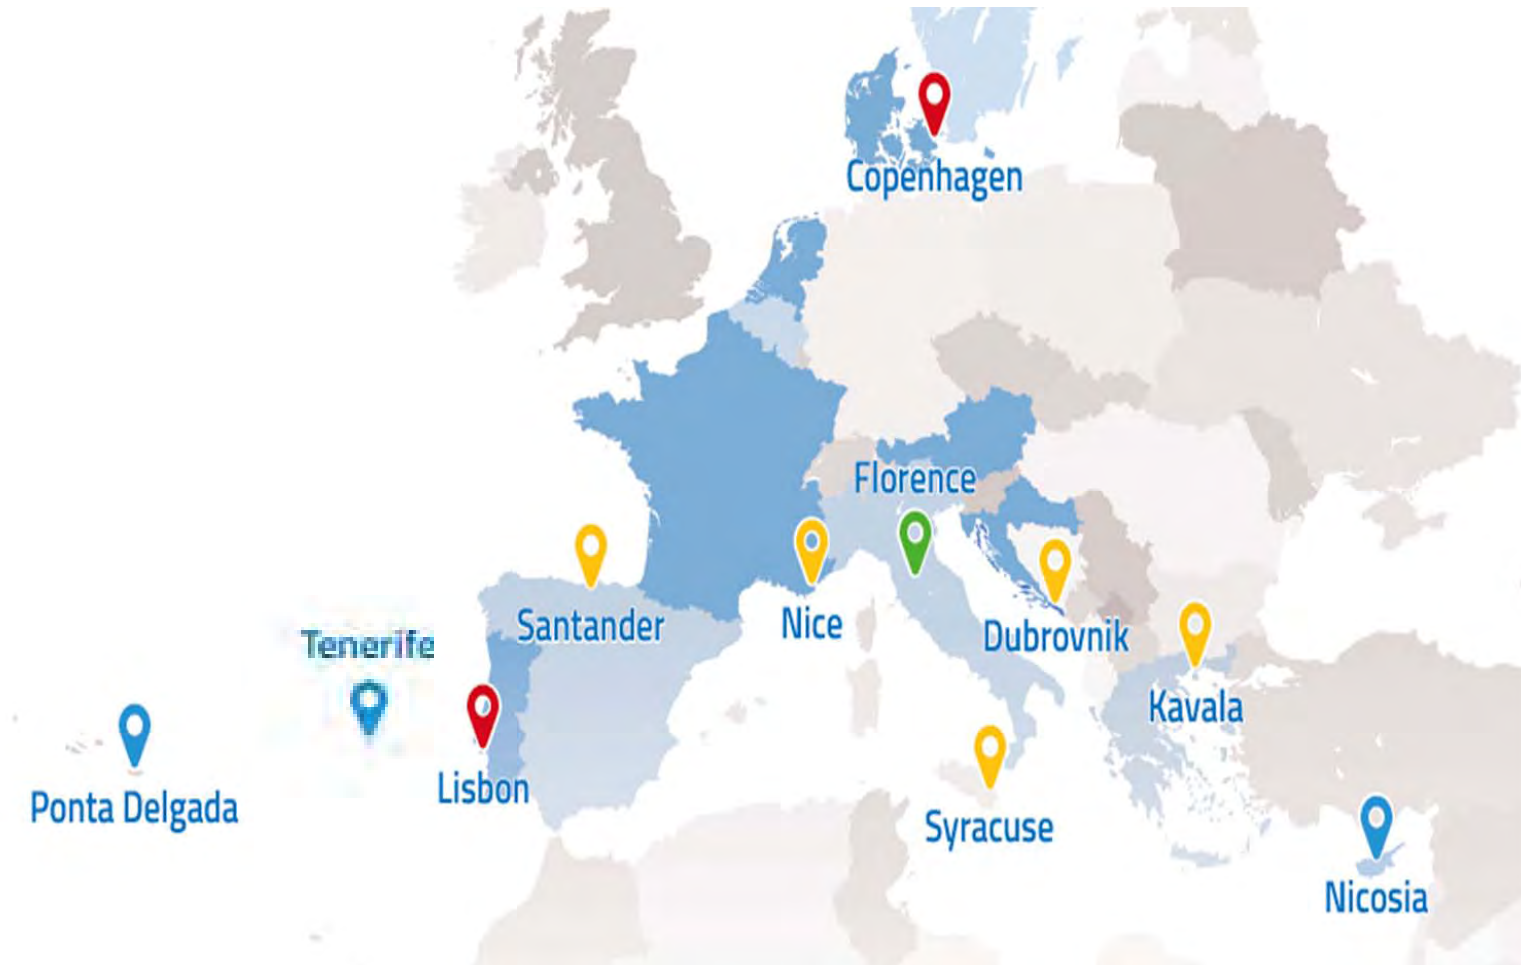 Copenhagen
Florence
Santander
Nice
Dubrovnik
Tenerife
Kavala
Lisbon
Ponta Delgada
Syracuse
Nicosia